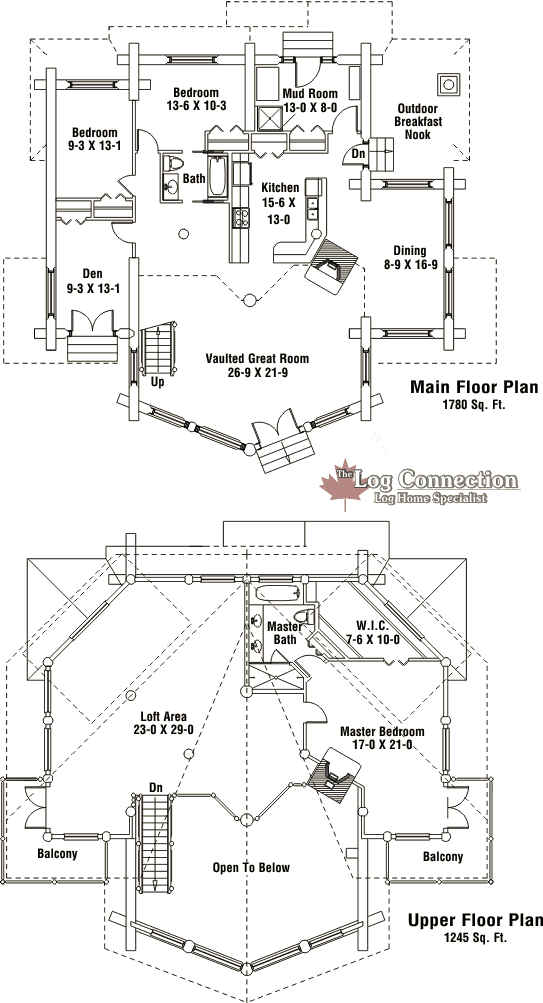 Bedroom
13-6 X 10-3
Mud Room
13-0 X 8-0
Outdoor
Breakfast
Nook
Bedroom
9-3 X 13-1
Dn
Bath
Kitchen
15-6 X
13-0
Dining
8-9 X 16-9
Den
9-3 X 13-1
Up
Vaulted Great Room
26-9 X 21-9
Main Floor Plan
1780 Sq. Ft.
The Log Connection
Log Home Specialist
Master
Bath
W.I.C.
7-6 X 10-0
Loft Area
23-0 X 29-0
Master Bedroom
17-0 X 21-0
Dn
Balcony
Open To Below
Balcony
Upper Floor Plan
1245 Sq. Ft.